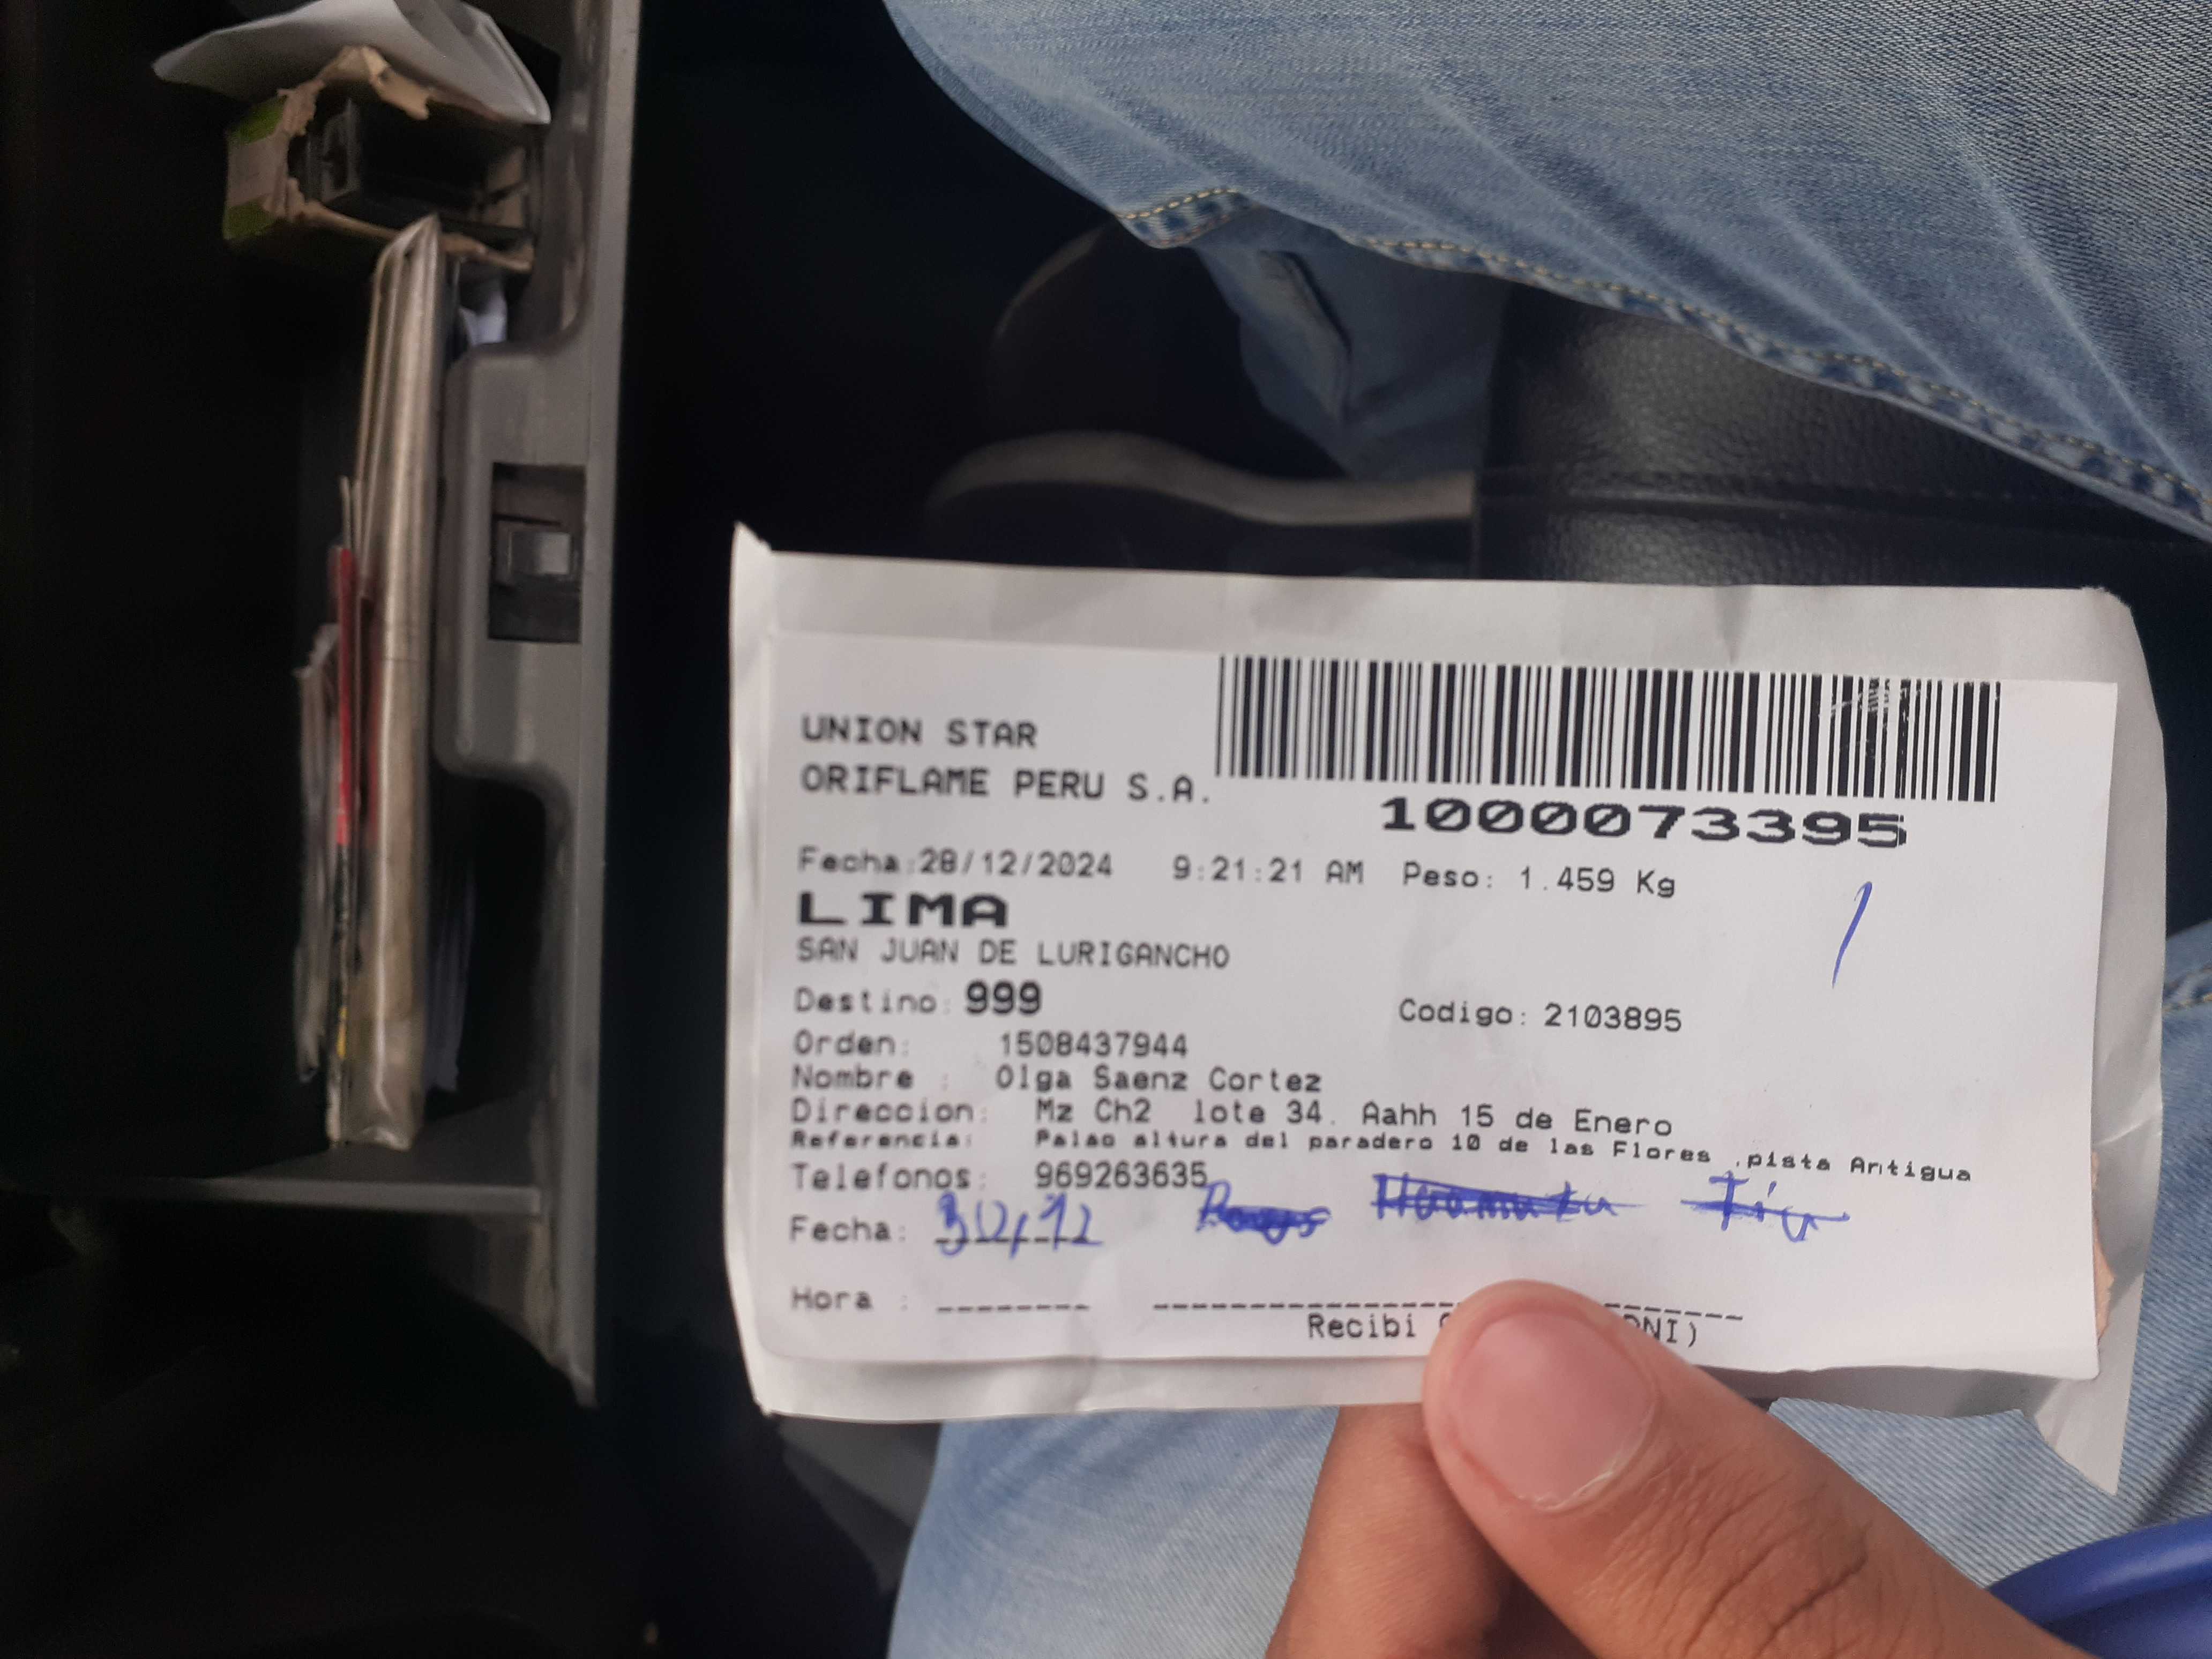 UNION STAR
ORIFLAME PERU S.A.
1000073395
Fecha:28/12/2024 9:21:21 AM Peso: 1.459 Kg
LIMA
SAN JUAN DE LURIGANCHO
Destino: 999 Codigo: 2103895
Orden: 1508437944
Nombre : Olga Saenz Cortez
Direccion: Mz Ch2 lote 34. Aahh 15 de Enero
Referencia: Palao altura del paradero 10 de las Flores ,pista Antigua
Telefonos: 969263635
Fecha: 30/12
Hora :
Recibi